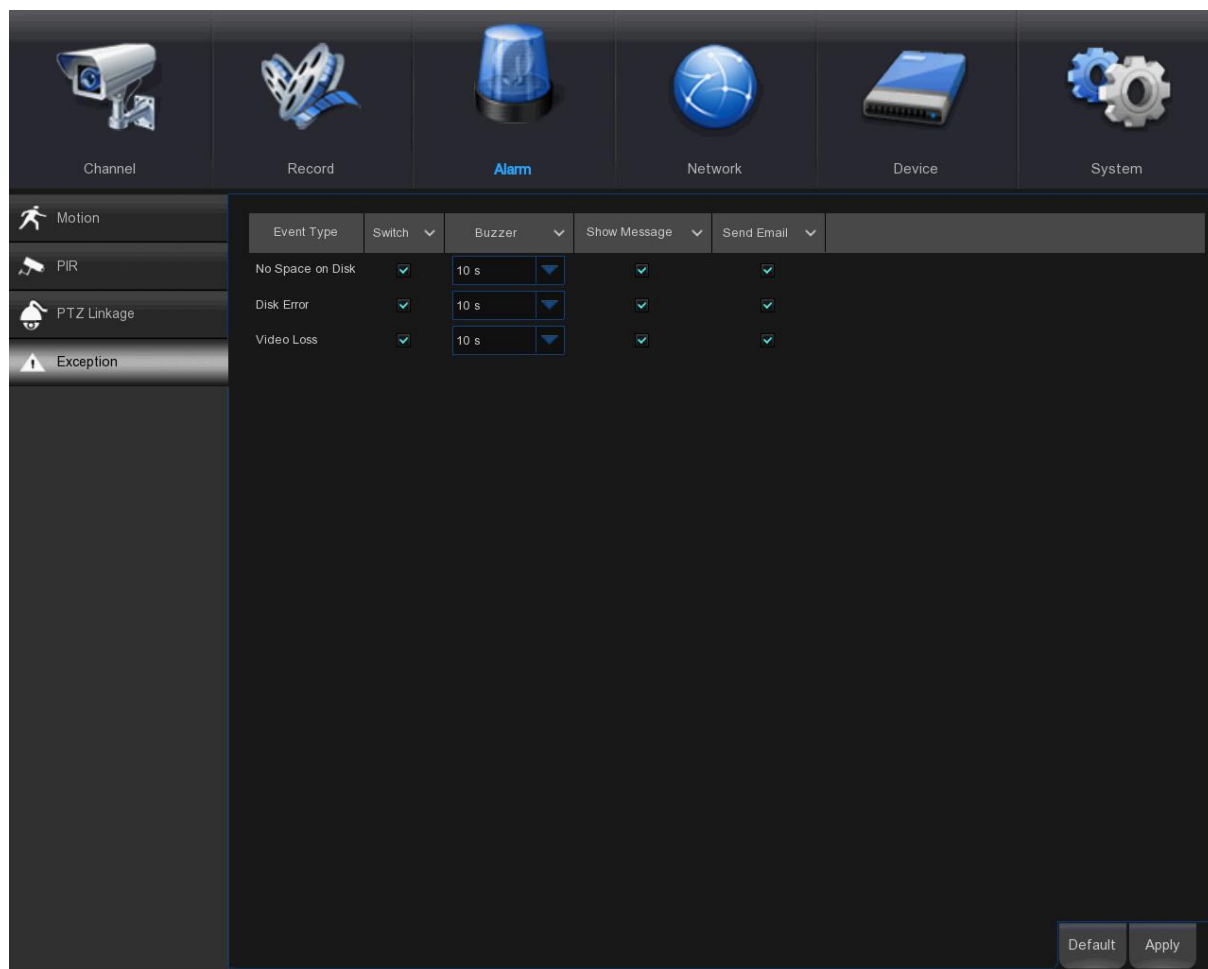 Channel Record Alarm Network Device System
Motion
PIR
PTZ Linkage
Exception
Event Type Switch Buzzer Show Message Send Email
No Space on Disk 10 s
Disk Error 10 s
Video Loss 10 s
Default Apply